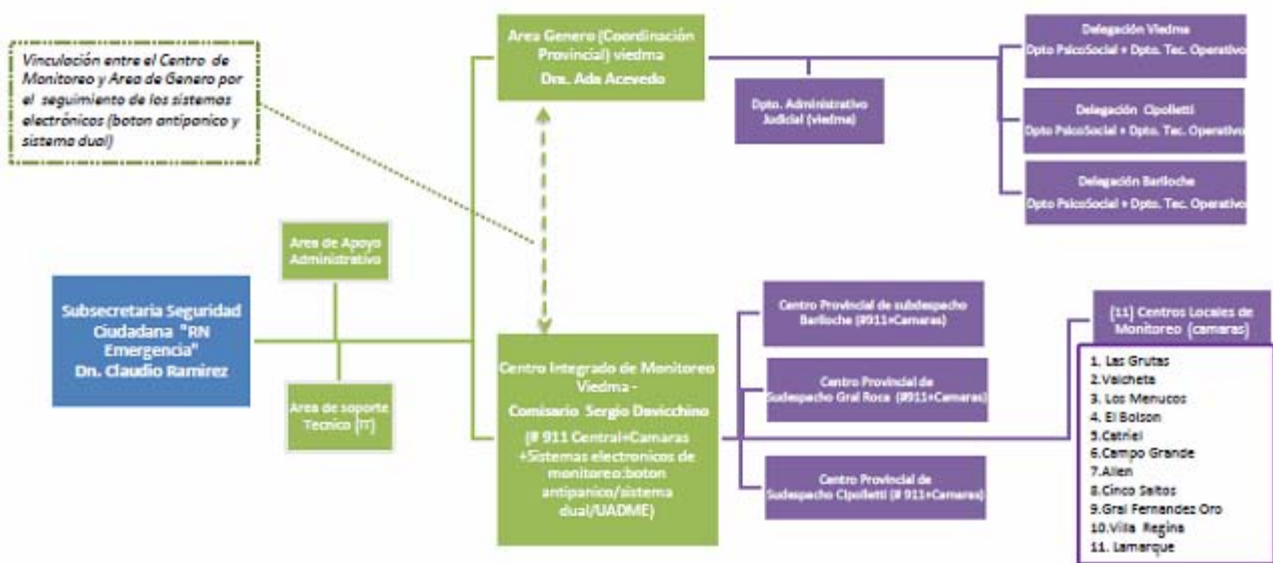 Vinculación entre el Centro de
Monitoreo y Area de Genero por
el seguimiento de los sistemas
electrónicos (boton antipanico y
sistema dual)
Area Genero (Coordinación
Provincial) viedma
Dra. Ada Acevedo
Dpto. Administrativo
Judicial (viedma)
Delegación Viedma
Dpto PsicoSocial + Dpto. Tec. Operativo
Delegación Cipolletti
Dpto PsicoSocial + Dpto. Tec. Operativo
Delegación Bariloche
Dpto PsicoSocial + Dpto. Tec. Operativo
Area de Apoyo
Administrativo
Subsecretaria Seguridad
Ciudadana "RN
Emergencia"
Dn. Claudio Ramirez
Area de soporte
Tecnico (IT)
Centro Integrado de Monitoreo
Viedma -
Comisario Sergio Davicchino
(# 911 Central+Camaras
+Sistemas electronicos de
monitoreo:boton
antipanico/sistema
dual/UADME)
Centro Provincial de subdespacho
Bariloche (#911+Camaras)
Centro Provincial de
Sudespacho Gral Roca (#911+Camaras)
Centro Provincial de
Sudespacho Cipolletti (# 911+Camaras)
(11) Centros Locales de
Monitoreo (camaras)
1. Las Grutas
2.Valcheta
3. Los Menucos
4. El Bolson
5.Catriel
6.Campo Grande
7.Allen
8.Cinco Saltos
9.Gral Fernandez Oro
10.Villa Regina
11. Lamarque